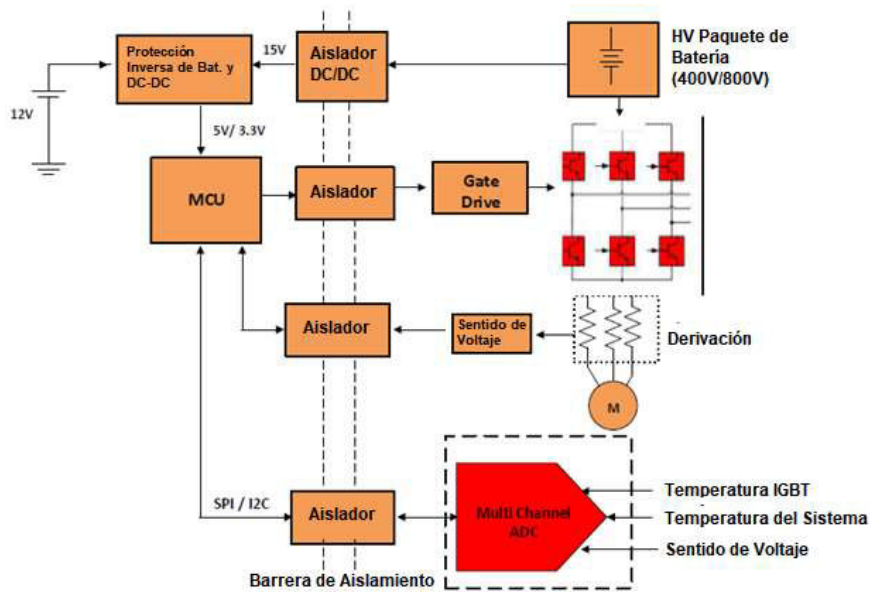 Protección
Inversa de Bat. y
DC-DC
15V
Aislador
DC/DC
HV Paquete de
Batería
(400V/800V)
12V
5V/ 3.3V
MCU
Aislador
Gate
Drive
Aislador
Sentido de
Voltaje
Derivación
M
SPI / I2C
Aislador
Multi Channel
ADC
Temperatura IGBT
Temperatura del Sistema
Sentido de Voltaje
Barrera de Aislamiento